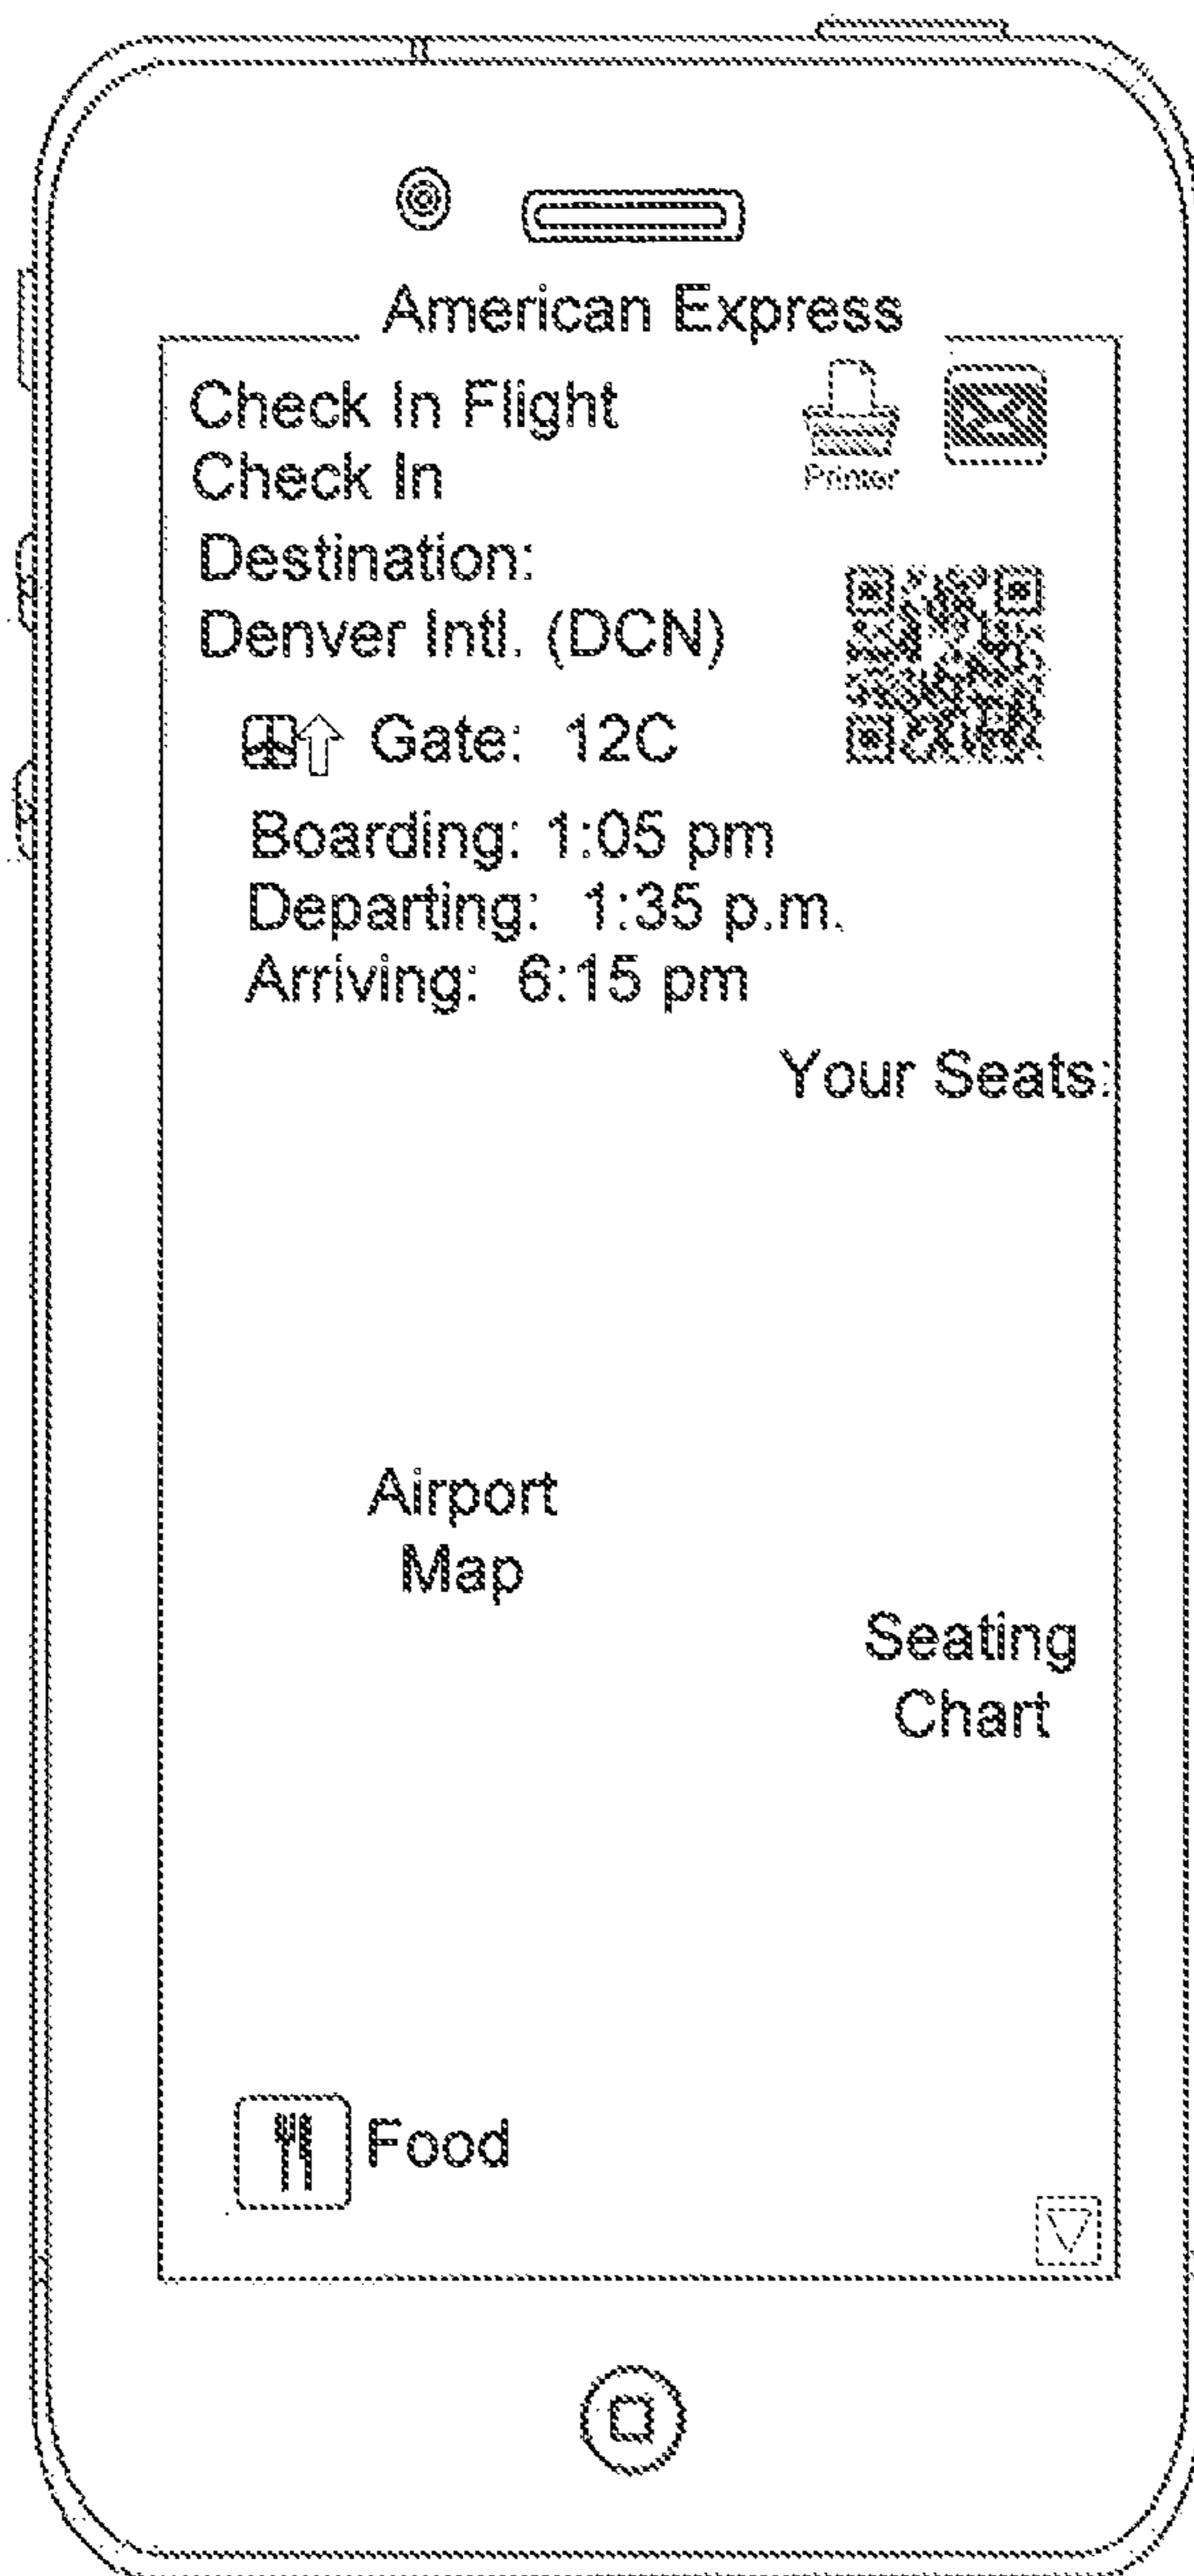 American Express
Check In Flight
Check In
Printer
Destination:
Denver Intl. (DCN)
Gate: 12C
Boarding: 1:05 pm
Departing: 1:35 p.m.
Arriving: 6:15 pm
Your Seats:
Airport
Map
Seating
Chart
Food